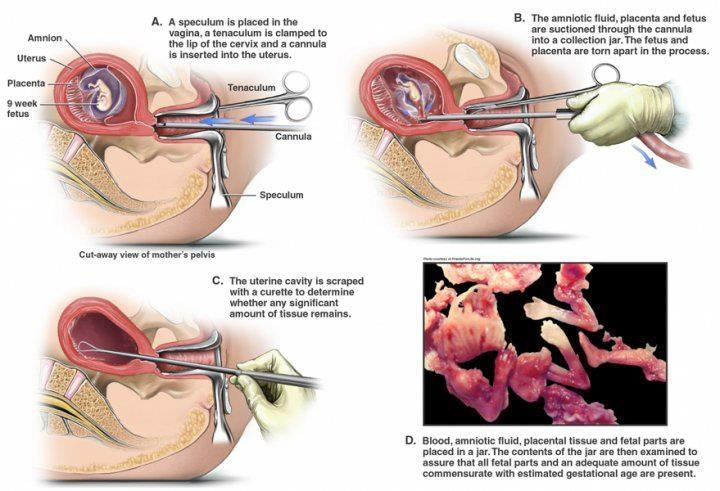 A. A speculum is placed in the
vagina, a tenaculum is clamped to
the lip of the cervix and a cannula
is inserted into the uterus.
Amnion
Uterus
Placenta
9 week
fetus
Tenaculum
Cannula
Speculum
Cut-away view of mother's pelvis
B. The amniotic fluid, placenta and fetus
are suctioned through the cannula
into a collection jar. The fetus and
placenta are torn apart in the process.
C. The uterine cavity is scraped
with a curette to determine
whether any significant
amount of tissue remains.
Photo courtesy of PriestsForLife.org
D. Blood, amniotic fluid, placental tissue and fetal parts are
placed in a jar. The contents of the jar are then examined to
assure that all fetal parts and an adequate amount of tissue
commensurate with estimated gestational age are present.